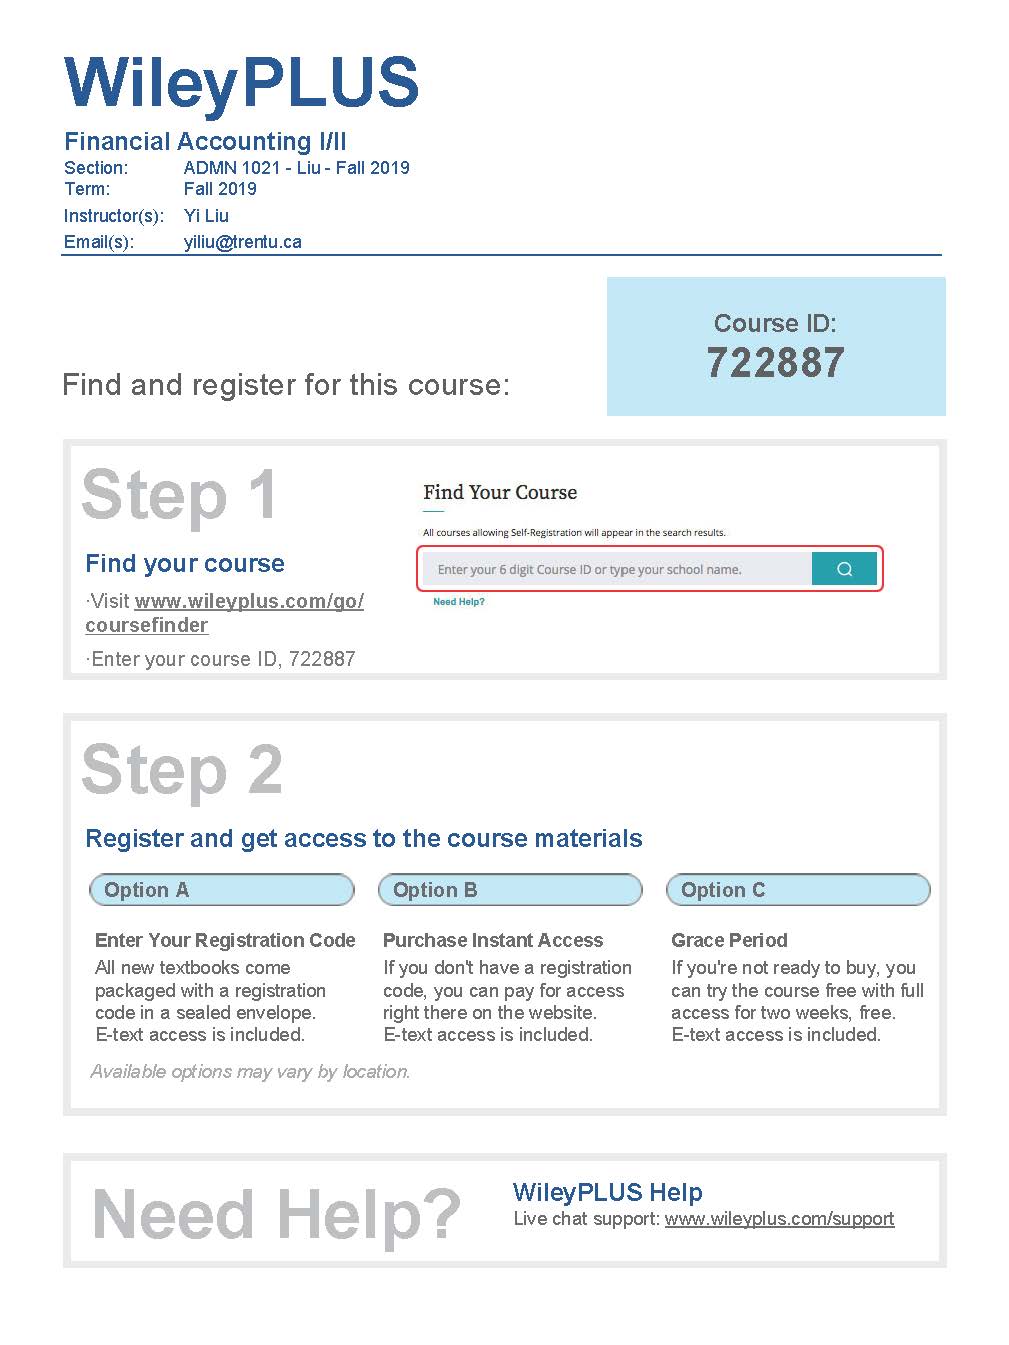 WileyPLUS
Financial Accounting I/II
Section: ADMN 1021 - Liu - Fall 2019
Term: Fall 2019
Instructor(s): Yi Liu
Email(s): yiliu@trentu.ca
Course ID:
722887
Find and register for this course:
Step 1
Find your course
·Visit www.wileyplus.com/go/
coursefinder
·Enter your course ID, 722887
Find Your Course
All courses allowing Self-Registration will appear in the search results.
Enter your 6 digit Course ID or type your school name.
Need Help?
Step 2
Register and get access to the course materials
Option A
Enter Your Registration Code
All new textbooks come
packaged with a registration
code in a sealed envelope.
E-text access is included.
Option B
Purchase Instant Access
If you don't have a registration
code, you can pay for access
right there on the website.
E-text access is included.
Option C
Grace Period
If you're not ready to buy, you
can try the course free with full
access for two weeks, free.
E-text access is included.
Available options may vary by location.
Need Help?
WileyPLUS Help
Live chat support: www.wileyplus.com/support